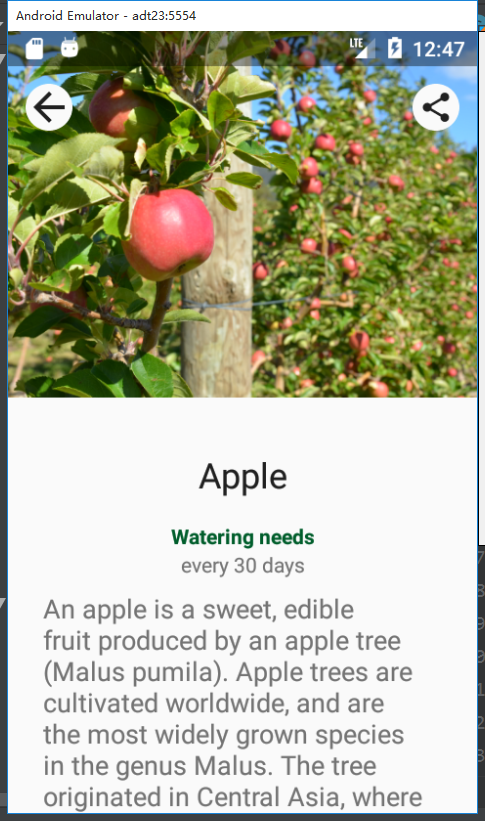 Android Emulator - adt23:5554
LTE 12:47
Apple
Watering needs
every 30 days
An apple is a sweet, edible
fruit produced by an apple tree
(Malus pumila). Apple trees are
cultivated worldwide, and are
the most widely grown species
in the genus Malus. The tree
originated in Central Asia, where